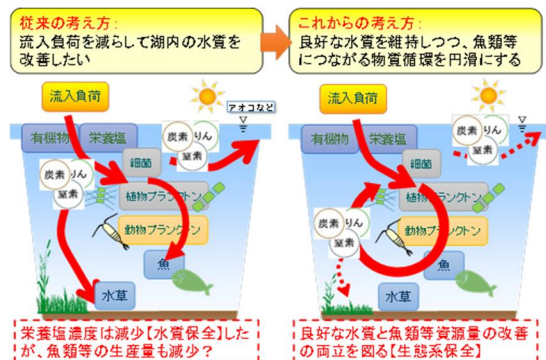 従来の考え方:
流入負荷を減らして湖内の水質を
改善したい
これからの考え方:
良好な水質を維持しつつ、魚類等
につながる物質循環を円滑にする
流入負荷
アオコなど
有機物
栄養塩
炭素
りん
窒素
細菌
炭素
りん
窒素
植物プランクトン
動物プランクトン
魚
水草
栄養塩濃度は減少【水質保全】した
が、魚類等の生産量も減少?
流入負荷
有機物
栄養塩
炭素
りん
窒素
細菌
植物プランクトン
炭素
りん
窒素
動物プランクトン
魚
水草
良好な水質と魚類等資源量の改善
の両立を図る【生態系保全】